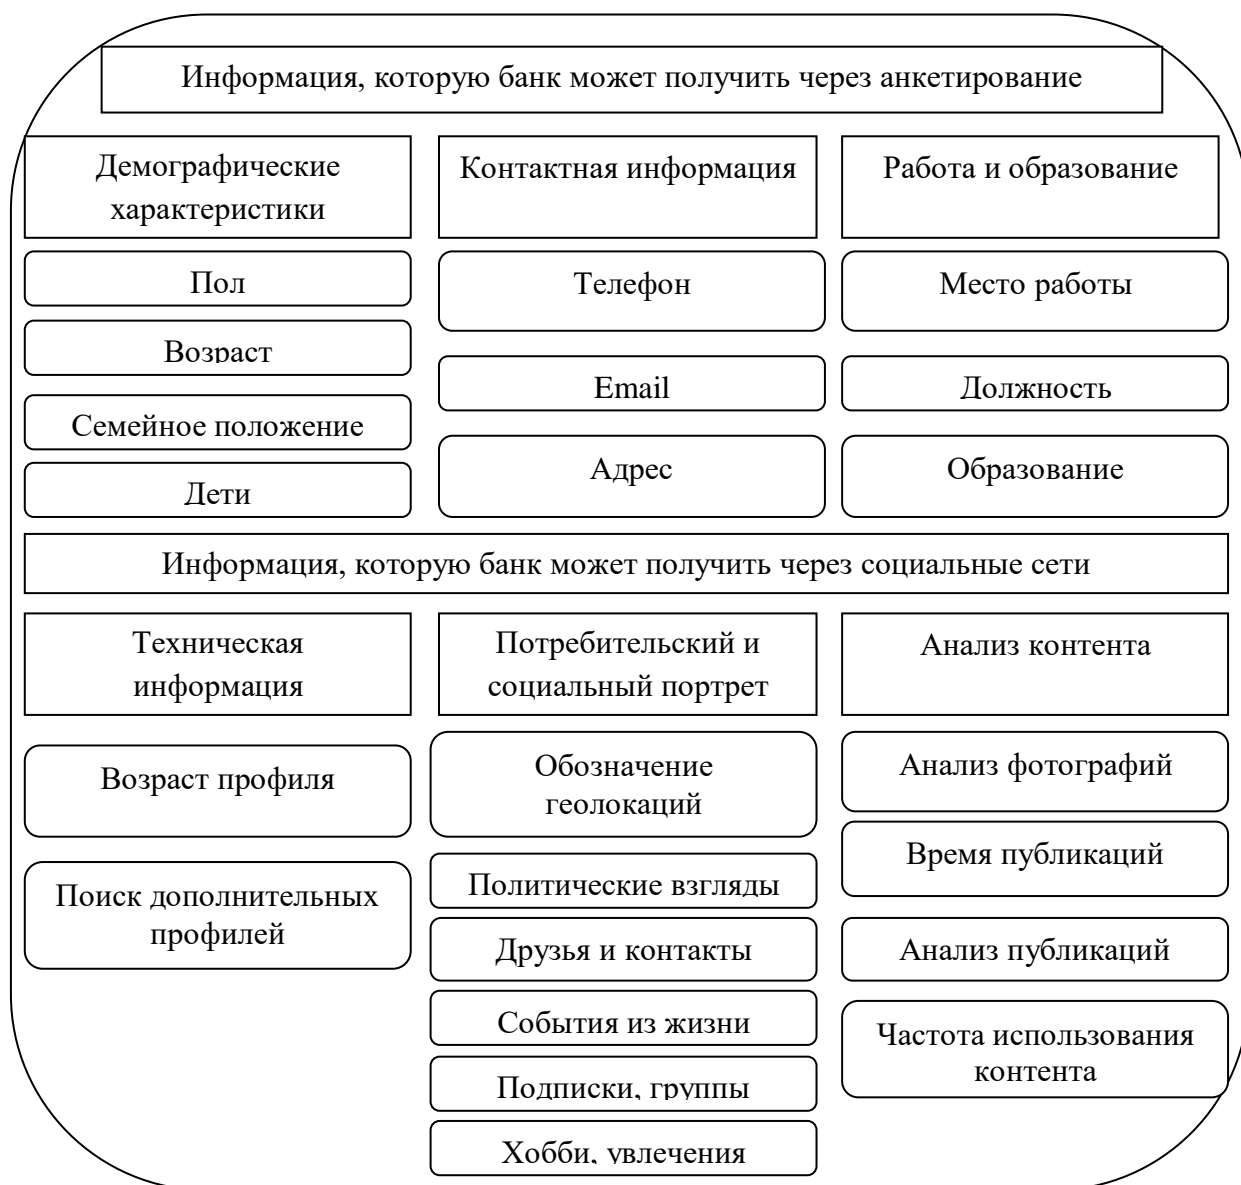 Информация, которую банк может получить через анкетирование
Демографические
характеристики
Контактная информация
Работа и образование
Пол
Возраст
Семейное положение
Дети
Телефон
Email
Адрес
Место работы
Должность
Образование
Информация, которую банк может получить через социальные сети
Техническая
информация
Потребительский и
социальный портрет
Анализ контента
Возраст профиля
Поиск дополнительных
профилей
Обозначение
геолокаций
Политические взгляды
Друзья и контакты
События из жизни
Подписки, группы
Хобби, увлечения
Анализ фотографий
Время публикаций
Анализ публикаций
Частота использования
контента